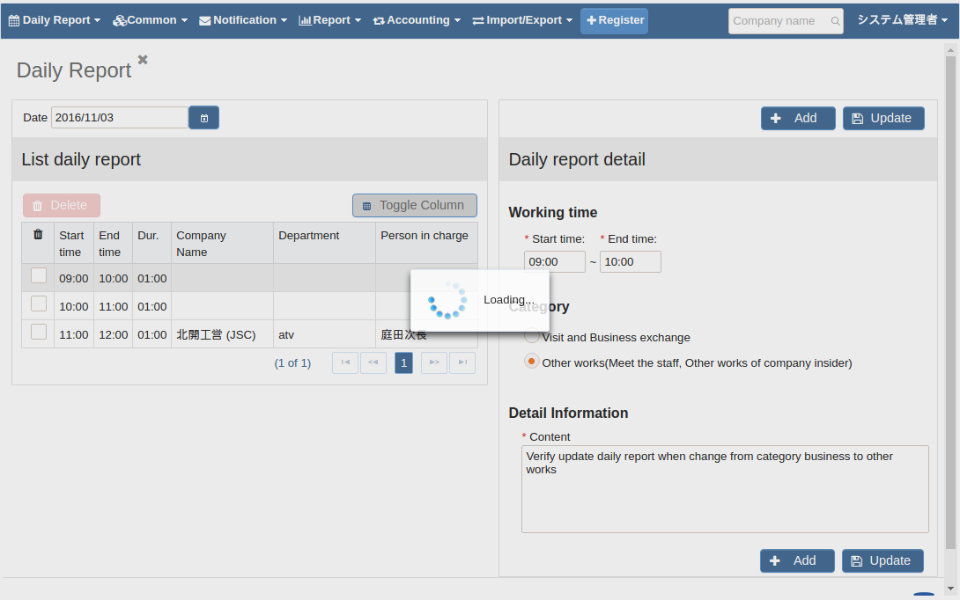 Daily Report Common Notification Report Accounting Import/Export Register Company name システム管理者
Daily Report
Date 2016/11/03
List daily report
Delete Toggle Column
Start time End time Dur. Company Name Department Person in charge
09:00 10:00 01:00
10:00 11:00 01:00
11:00 12:00 01:00 北開工営 (JSC) atv 庭田次長
(1 of 1) 1
Loading...
Add Update
Daily report detail
Working time
* Start time: * End time:
09:00 ~ 10:00
Category
Visit and Business exchange
Other works(Meet the staff, Other works of company insider)
Detail Information
* Content
Verify update daily report when change from category business to other
works
Add Update